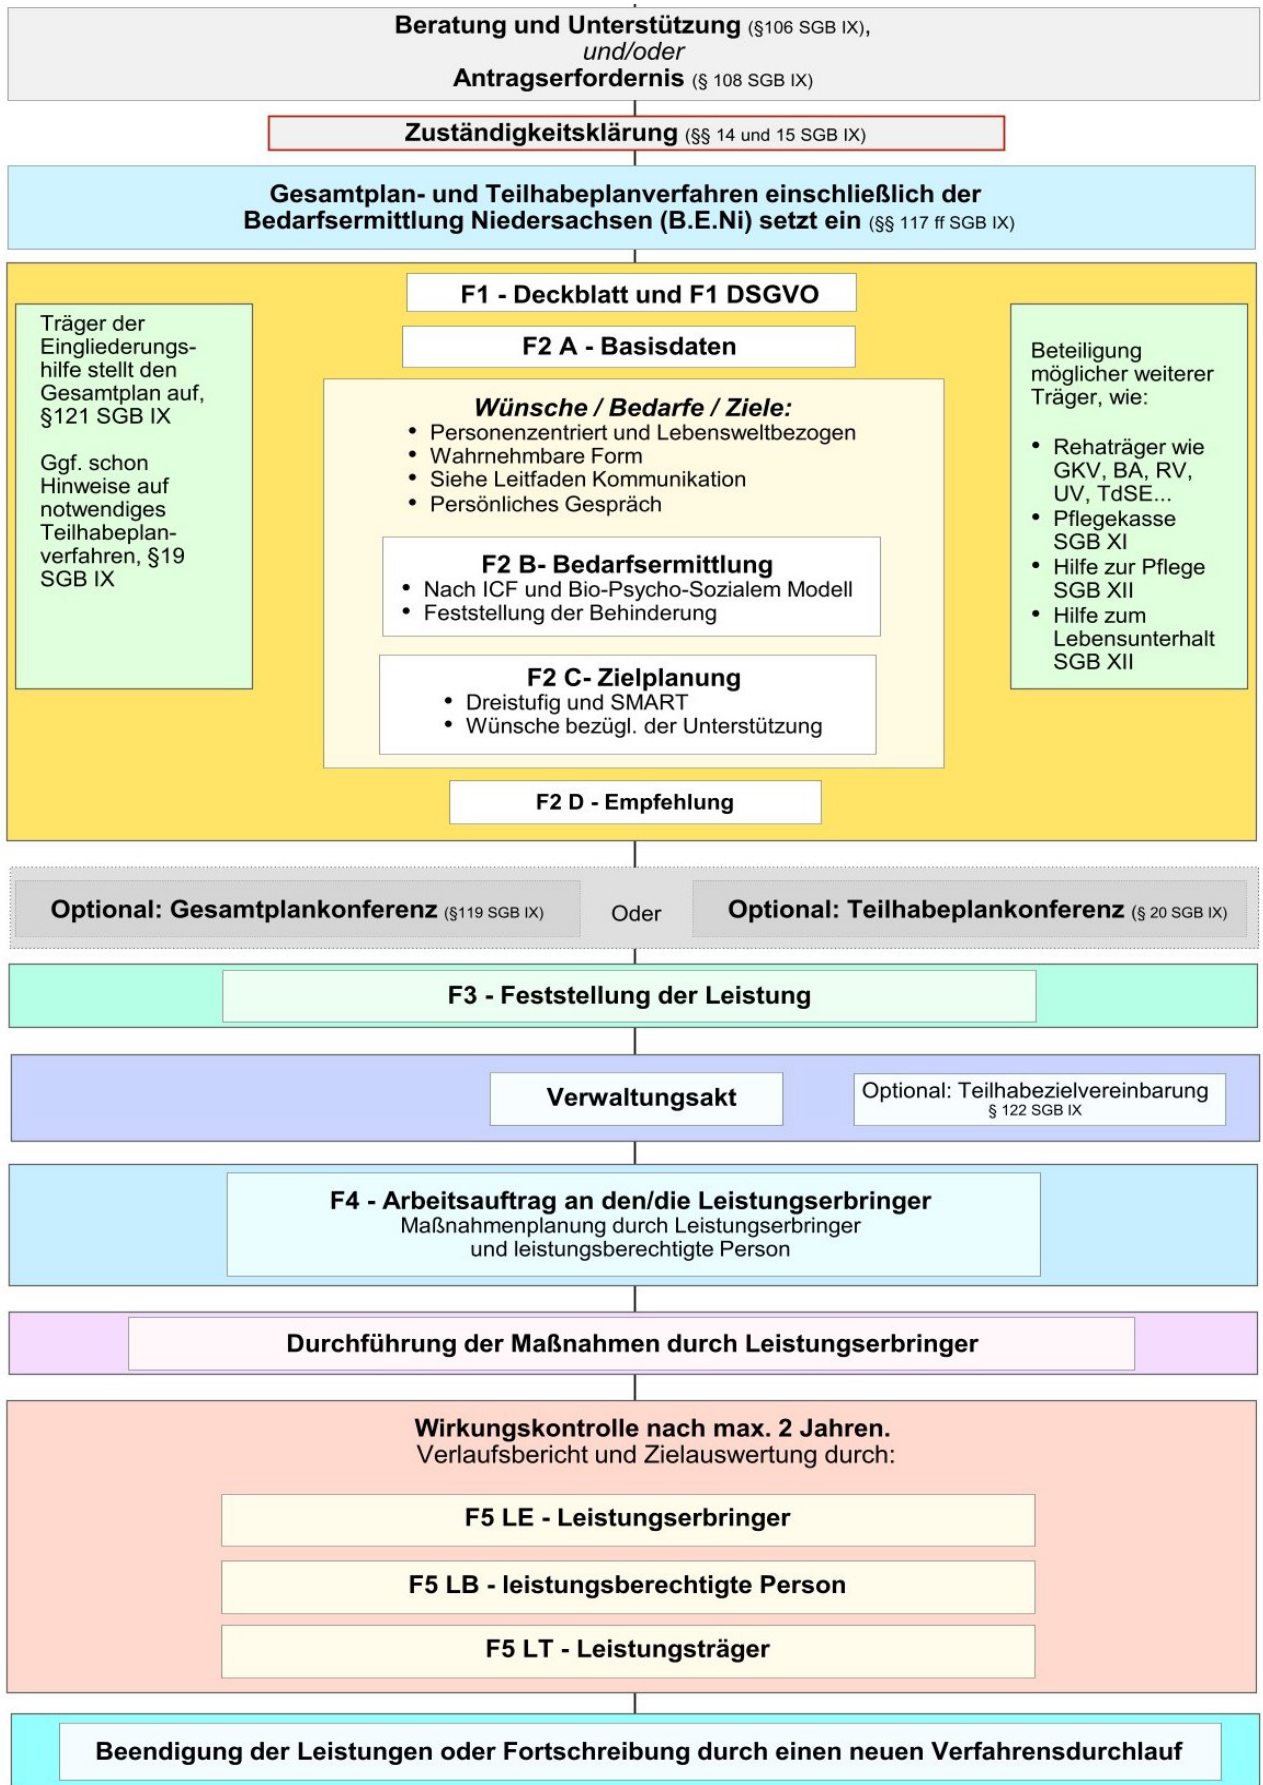 Beratung und Unterstützung (§106 SGB IX),
und/oder
Antragserfordernis (§ 108 SGB IX)
Zuständigkeitsklärung (§§ 14 und 15 SGB IX)
Gesamtplan- und Teilhabeplanverfahren einschließlich der
Bedarfsermittlung Niedersachsen (B.E.Ni) setzt ein (§§ 117 ff SGB IX)
F1 - Deckblatt und F1 DSGVO
F2 A - Basisdaten
Träger der
Eingliederungs-
hilfe stellt den
Gesamtplan auf,
§121 SGB IX
Ggf. schon
Hinweise auf
notwendiges
Teilhabeplan-
verfahren, §19
SGB IX
Wünsche / Bedarfe / Ziele:
• Personenzentriert und Lebensweltbezogen
• Wahrnehmbare Form
• Siehe Leitfaden Kommunikation
• Persönliches Gespräch
F2 B- Bedarfsermittlung
• Nach ICF und Bio-Psycho-Sozialem Modell
• Feststellung der Behinderung
F2 C- Zielplanung
• Dreistufig und SMART
• Wünsche bezügl. der Unterstützung
Beteiligung
möglicher weiterer
Träger, wie:
• Rehaträger wie
GKV, BA, RV,
UV, TdSE...
• Pflegekasse
SGB XI
• Hilfe zur Pflege
SGB XII
• Hilfe zum
Lebensunterhalt
SGB XII
F2 D - Empfehlung
Optional: Gesamtplankonferenz (§119 SGB IX)
Oder
Optional: Teilhabeplankonferenz (§ 20 SGB IX)
F3 - Feststellung der Leistung
Verwaltungsakt
Optional: Teilhabezielvereinbarung
§ 122 SGB IX
F4 - Arbeitsauftrag an den/die Leistungserbringer
Maßnahmenplanung durch Leistungserbringer
und leistungsberechtigte Person
Durchführung der Maßnahmen durch Leistungserbringer
Wirkungskontrolle nach max. 2 Jahren.
Verlaufsbericht und Zielauswertung durch:
F5 LE - Leistungserbringer
F5 LB - leistungsberechtigte Person
F5 LT - Leistungsträger
Beendigung der Leistungen oder Fortschreibung durch einen neuen Verfahrensdurchlauf